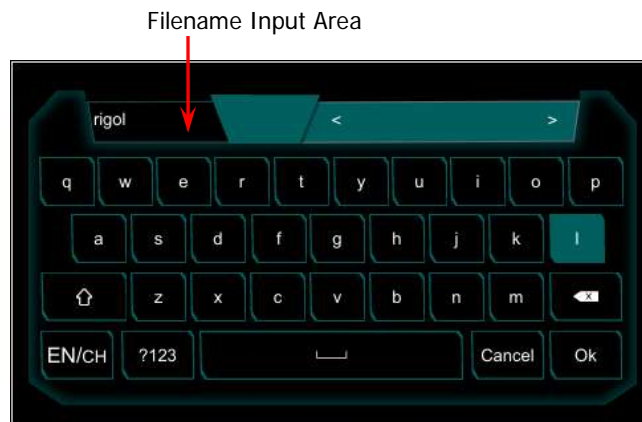 Filename Input Area
rigol < >
q w e r t y u i o p
a s d f g h j k l
z x c v b n m x
EN/CH ?123 Cancel Ok